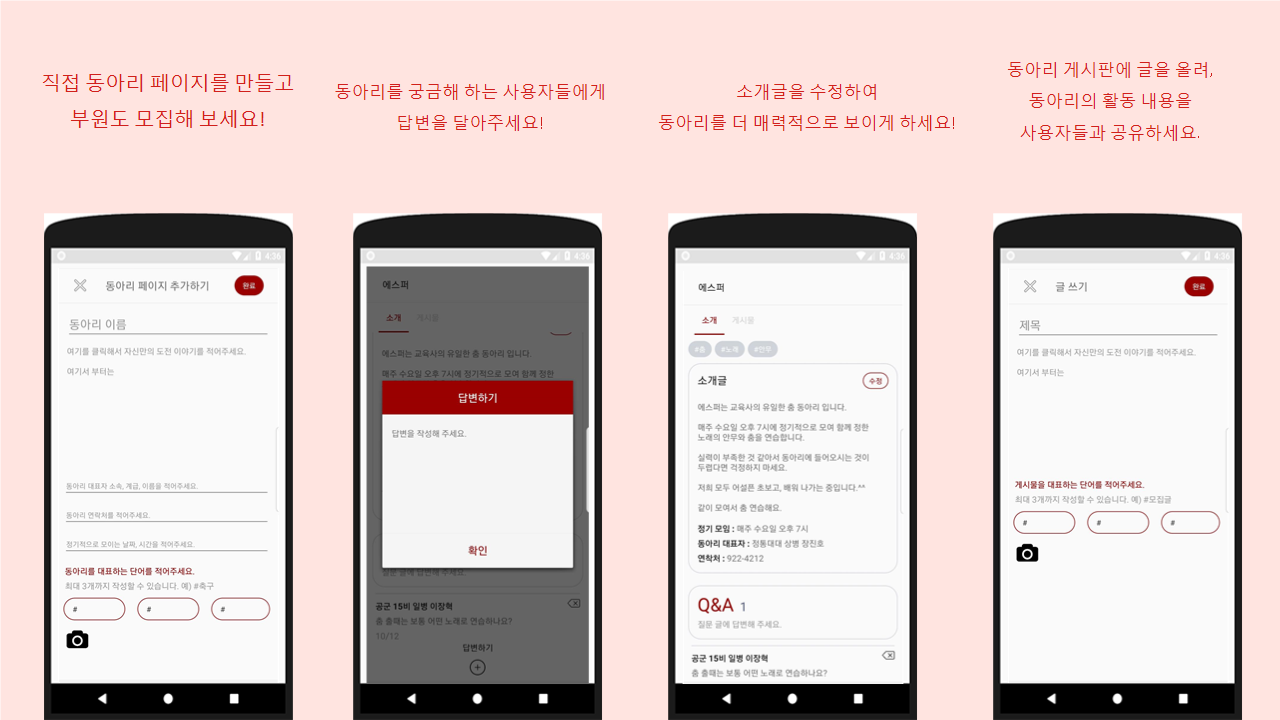 직접 동아리 페이지를 만들고
부원도 모집해 보세요!
동아리를 궁금해 하는 사용자들에게
답변을 달아주세요!
소개글을 수정하여
동아리를 더 매력적으로 보이게 하세요!
동아리 게시판에 글을 올려,
동아리의 활동 내용을
사용자들과 공유하세요.
4:36
동아리 페이지 추가하기
완료
동아리 이름
여기를 클릭해서 자신만의 도전 이야기를 적어주세요.
여기서 부터는
동아리 대표자 소속, 계급, 이름을 적어주세요.
동아리 연락처를 적어주세요.
정기적으로 모이는 날짜, 시간을 적어주세요.
동아리를 대표하는 단어를 적어주세요.
최대 3개까지 작성할 수 있습니다. 예) #축구
# # #
4:36
에스퍼
소개 게시물
에스퍼는 교육사의 유일한 춤 동아리 입니다.
매주 수요일 오후 7시에 정기적으로 모여 함께 정한
답변하기
답변을 작성해 주세요.
확인
질문 글에 답변해 주세요.
공군 15비 일병 이장혁
춤 출때는 보통 어떤 노래로 연습하나요?
10/12
답변하기
4:36
에스퍼
소개 게시물
#춤 #노래 #안무
소개글
수정
에스퍼는 교육사의 유일한 춤 동아리 입니다.
매주 수요일 오후 7시에 정기적으로 모여 함께 정한
노래의 안무와 춤을 연습합니다.
실력이 부족한 것 같아서 동아리에 들어오시는 것이
두렵다면 걱정하지 마세요.
저희 모두 어설픈 초보고, 배워 나가는 중입니다.^^
같이 모여서 춤 연습해요.
정기 모임 : 매주 수요일 오후 7시
동아리 대표자 : 정통대대 상병 장진호
연락처 : 922-4212
Q&A 1
질문 글에 답변해 주세요.
공군 15비 일병 이장혁
춤 출때는 보통 어떤 노래로 연습하나요?
4:36
글 쓰기
완료
제목
여기를 클릭해서 자신만의 도전 이야기를 적어주세요.
여기서 부터는
게시물을 대표하는 단어를 적어주세요.
최대 3개까지 작성할 수 있습니다. 예) #모집글
# # #